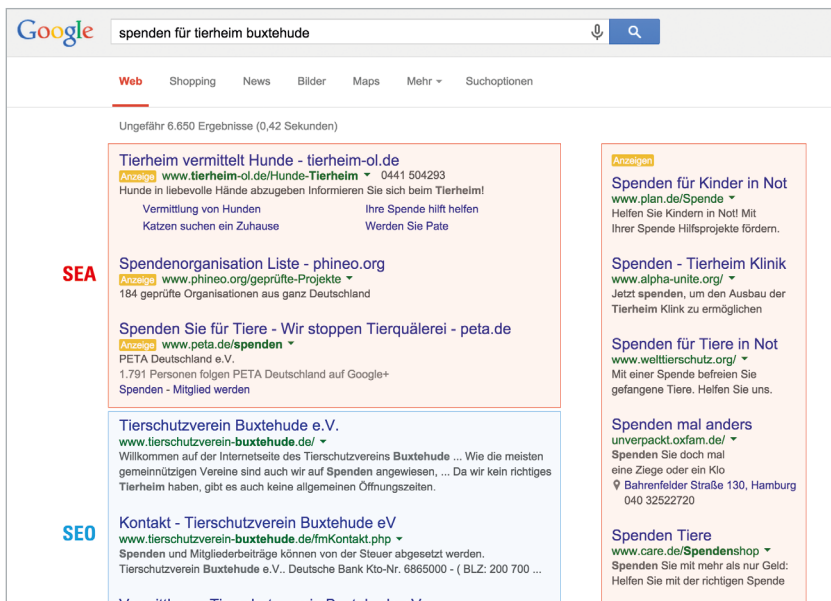 Google
spenden für tierheim buxtehude
Web Shopping News Bilder Maps Mehr Suchoptionen
Ungefähr 6.650 Ergebnisse (0,42 Sekunden)
SEA
Tierheim vermittelt Hunde - tierheim-ol.de
Anzeige www.tierheim-ol.de/Hunde-Tierheim 0441 504293
Hunde in liebevolle Hände abzugeben Informieren Sie sich beim Tierheim!
Vermittlung von Hunden Ihre Spende hilft helfen
Katzen suchen ein Zuhause Werden Sie Pate
Spendenorganisation Liste - phineo.org
Anzeige www.phineo.org/geprüfte-Projekte
184 geprüfte Organisationen aus ganz Deutschland
Spenden Sie für Tiere - Wir stoppen Tierquälerei - peta.de
Anzeige www.peta.de/spenden
PETA Deutschland e.V.
1.791 Personen folgen PETA Deutschland auf Google+
Spenden - Mitglied werden
SEO
Tierschutzverein Buxtehude e.V.
www.tierschutzverein-buxtehude.de/
Willkommen auf der Internetseite des Tierschutzvereins Buxtehude ... Wie die meisten
gemeinnützigen Vereine sind auch wir auf Spenden angewiesen, ... Da wir kein richtiges
Tierheim haben, gibt es auch keine allgemeinen Öffnungszeiten.
Kontakt - Tierschutzverein Buxtehude eV
www.tierschutzverein-buxtehude.de/fmKontakt.php
Spenden und Mitgliederbeiträge können von der Steuer abgesetzt werden.
Tierschutzverein Buxtehude e.V.. Deutsche Bank Kto-Nr. 6865000 - ( BLZ: 200 700 ...
Anzeigen
Spenden für Kinder in Not
www.plan.de/Spende
Helfen Sie Kindern in Not! Mit
Ihrer Spende Hilfsprojekte fördern.
Spenden - Tierheim Klinik
www.alpha-unite.org/
Jetzt spenden, um den Ausbau der
Tierheim Klink zu ermöglichen
Spenden für Tiere in Not
www.welttierschutz.org/
Mit einer Spende befreien Sie
gefangene Tiere. Helfen Sie uns.
Spenden mal anders
unverpackt.oxfam.de/
Spenden Sie doch mal
eine Ziege oder ein Klo
Bahrenfelder Straße 130, Hamburg
040 32522720
Spenden Tiere
www.care.de/Spendenshop
Spenden Sie mit mehr als nur Geld:
Helfen Sie mit der richtigen Spende